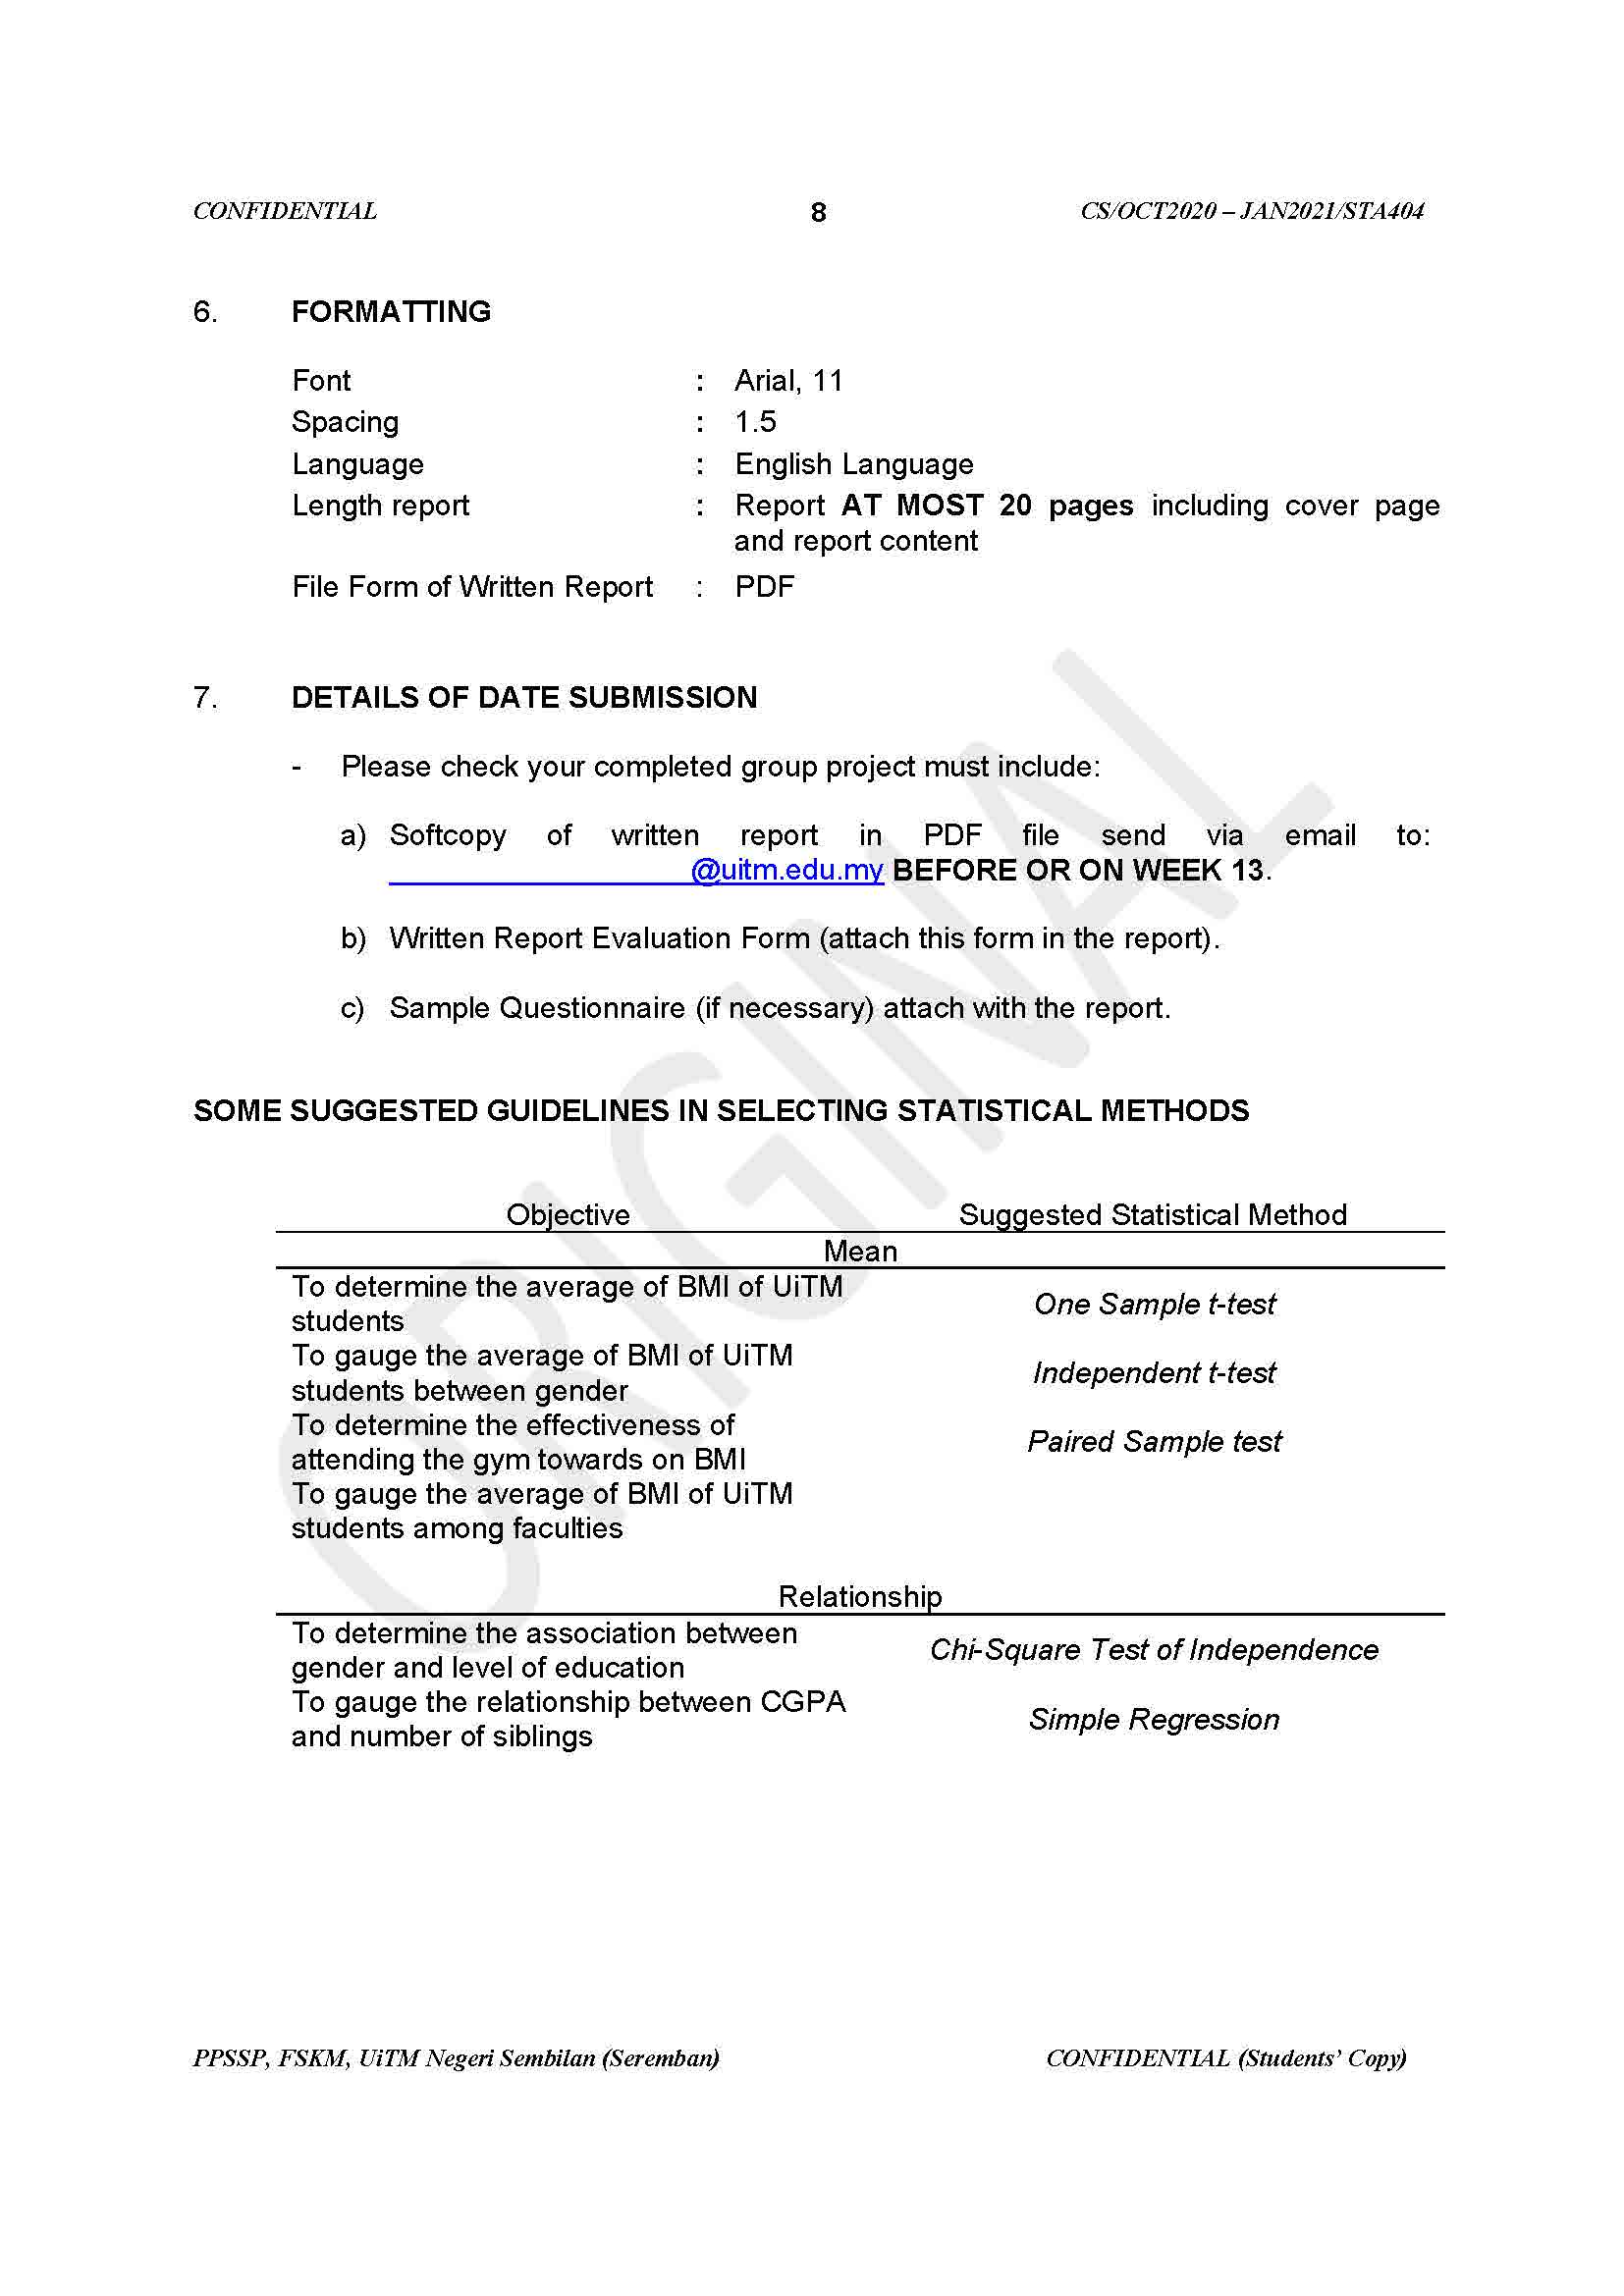 CONFIDENTIAL 8 CS/OCT2020 – JAN2021/STA404
6. FORMATTING
Font : Arial, 11
Spacing : 1.5
Language : English Language
Length report : Report AT MOST 20 pages including cover page
and report content
File Form of Written Report : PDF
7. DETAILS OF DATE SUBMISSION
- Please check your completed group project must include:
a) Softcopy of written report in PDF file send via email to:
@uitm.edu.my BEFORE OR ON WEEK 13.
b) Written Report Evaluation Form (attach this form in the report).
c) Sample Questionnaire (if necessary) attach with the report.
SOME SUGGESTED GUIDELINES IN SELECTING STATISTICAL METHODS
Objective Suggested Statistical Method
Mean
To determine the average of BMI of UiTM
students
One Sample t-test
To gauge the average of BMI of UiTM
students between gender
Independent t-test
To determine the effectiveness of
attending the gym towards on BMI
Paired Sample test
To gauge the average of BMI of UiTM
students among faculties
Relationship
To determine the association between
gender and level of education
Chi-Square Test of Independence
To gauge the relationship between CGPA
and number of siblings
Simple Regression
PPSSP, FSKM, UiTM Negeri Sembilan (Seremban) CONFIDENTIAL (Students’ Copy)
ORIGINAL